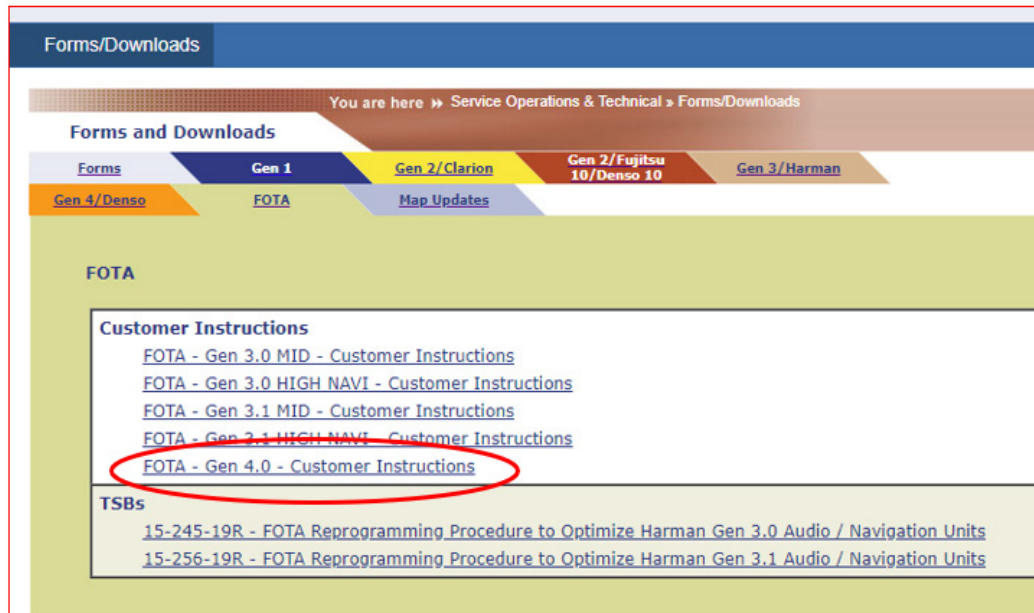 Forms/Downloads
You are here » Service Operations & Technical » Forms/Downloads
Forms and Downloads
Forms
Gen 1
Gen 2/Clarion
Gen 2/Fujitsu
10/Denso 10
Gen 3/Harman
Gen 4/Denso
FOTA
Map Updates
FOTA
Customer Instructions
FOTA - Gen 3.0 MID - Customer Instructions
FOTA - Gen 3.0 HIGH NAVI - Customer Instructions
FOTA - Gen 3.1 MID - Customer Instructions
FOTA - Gen 3.1 HIGH NAVI - Customer Instructions
FOTA - Gen 4.0 - Customer Instructions
TSBs
15-245-19R - FOTA Reprogramming Procedure to Optimize Harman Gen 3.0 Audio / Navigation Units
15-256-19R - FOTA Reprogramming Procedure to Optimize Harman Gen 3.1 Audio / Navigation Units